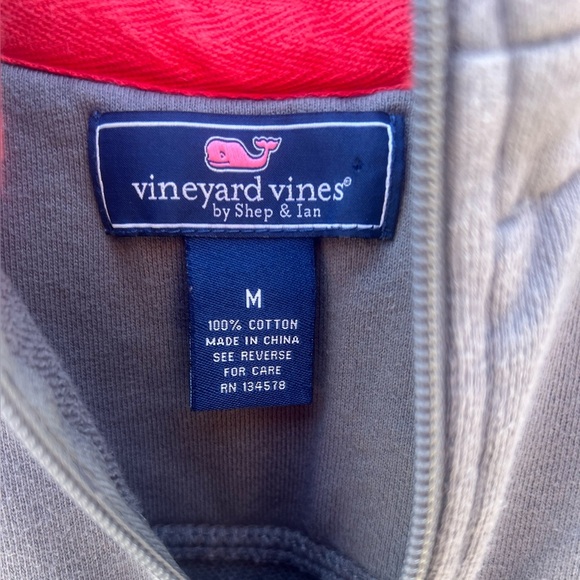 vineyard vines®
by Shep & Ian
M
100% COTTON
MADE IN CHINA
SEE REVERSE
FOR CARE
RN 134578